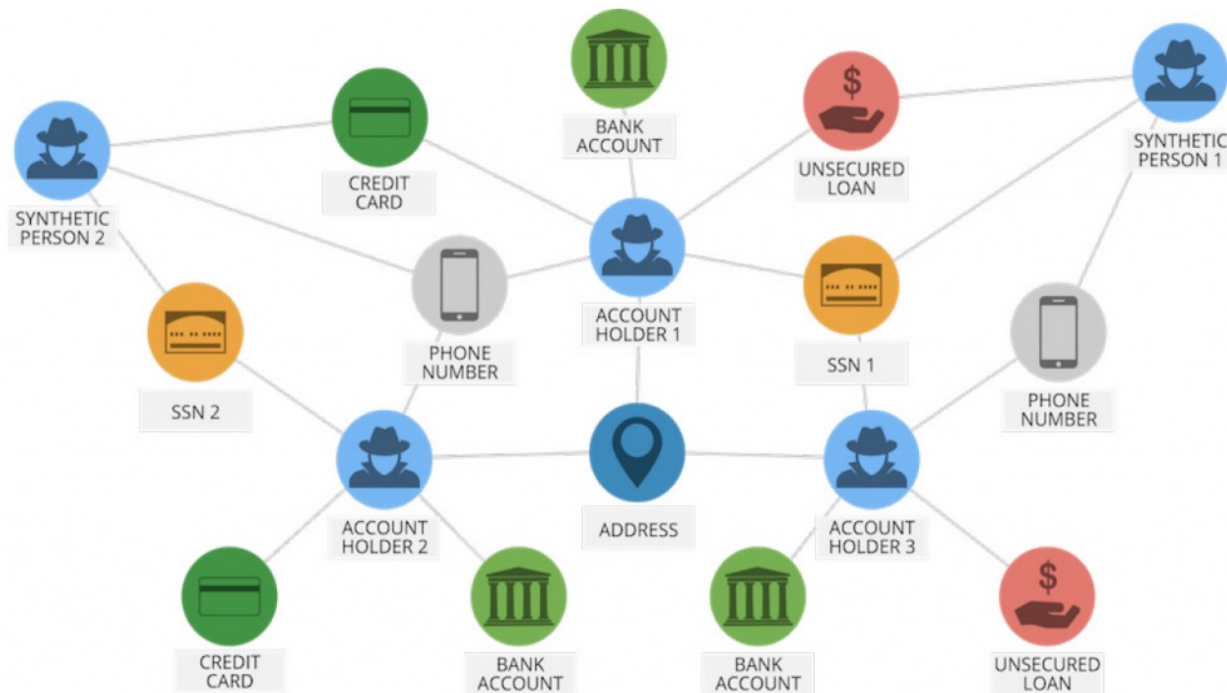 BANK
ACCOUNT
SYNTHETIC
PERSON 1
UNSECURED
LOAN
CREDIT
CARD
SYNTHETIC
PERSON 2
ACCOUNT
HOLDER 1
PHONE
NUMBER
SSN 1
SSN 2
PHONE
NUMBER
ACCOUNT
HOLDER 2
ADDRESS
ACCOUNT
HOLDER 3
CREDIT
CARD
BANK
ACCOUNT
BANK
ACCOUNT
UNSECURED
LOAN